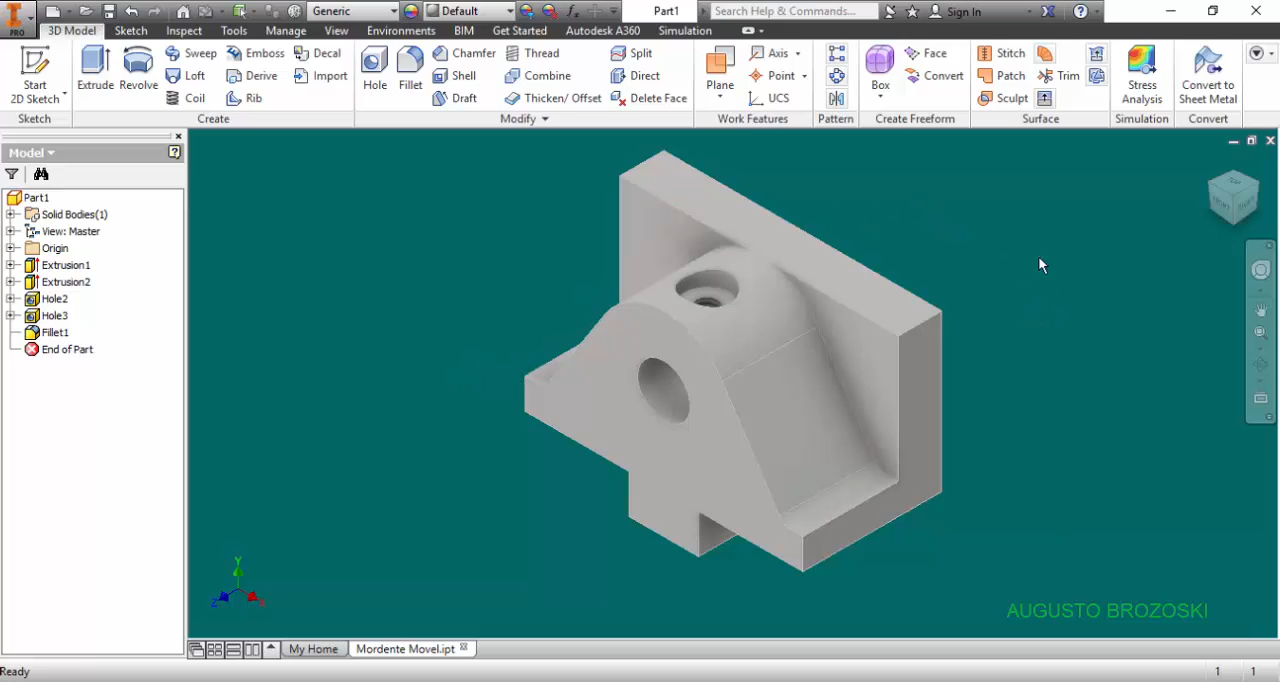 PRO
Generic
Default
Part1
Search Help & Commands...
Sign In
3D Model Sketch Inspect Tools Manage View Environments Get Started Autodesk A360 Simulation
Start
2D Sketch
Extrude
Revolve
Sweep
Loft
Coil
Emboss
Derive
Rib
Decal
Import
Hole
Fillet
Chamfer
Shell
Draft
Thread
Combine
Thicken/ Offset
Split
Direct
Delete Face
Plane
Axis
Point
UCS
Box
Face
Convert
Stitch
Patch
Sculpt
Trim
Stress
Analysis
Convert to
Sheet Metal
Sketch Create Modify Work Features Pattern Create Freeform Surface Simulation Convert
Model
Part1
Solid Bodies(1)
View: Master
Origin
Extrusion1
Extrusion2
Hole2
Hole3
Fillet1
End of Part
Y
Z
X
AUGUSTO BROZOSKI
My Home
Mordente Movel.ipt
Ready
1 1